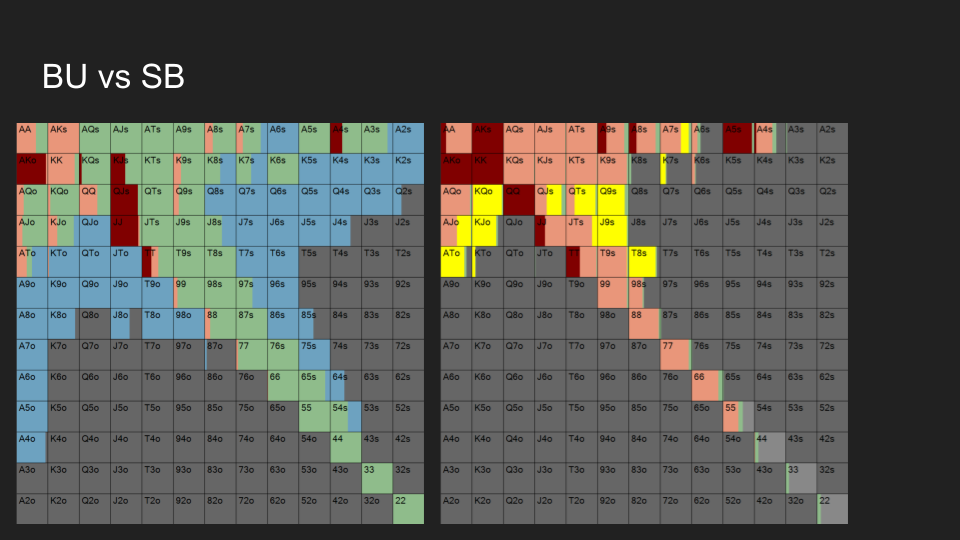 BU vs SB
AA AKs AQs AJs ATs A9s A8s A7s A6s A5s A4s A3s A2s
AKo KK KQs KJs KTs K9s K8s K7s K6s K5s K4s K3s K2s
AQo KQo QQ QJs QTs Q9s Q8s Q7s Q6s Q5s Q4s Q3s Q2s
AJo KJo QJo JJ JTs J9s J8s J7s J6s J5s J4s J3s J2s
ATo KTo QTo JTo TT T9s T8s T7s T6s T5s T4s T3s T2s
A9o K9o Q9o J9o T9o 99 98s 97s 96s 95s 94s 93s 92s
A8o K8o Q8o J8o T8o 98o 88 87s 86s 85s 84s 83s 82s
A7o K7o Q7o J7o T7o 97o 87o 77 76s 75s 74s 73s 72s
A6o K6o Q6o J6o T6o 96o 86o 76o 66 65s 64s 63s 62s
A5o K5o Q5o J5o T5o 95o 85o 75o 65o 55 54s 53s 52s
A4o K4o Q4o J4o T4o 94o 84o 74o 64o 54o 44 43s 42s
A3o K3o Q3o J3o T3o 93o 83o 73o 63o 53o 43o 33 32s
A2o K2o Q2o J2o T2o 92o 82o 72o 62o 52o 42o 32o 22
AA AKs AQs AJs ATs A9s A8s A7s A6s A5s A4s A3s A2s
AKo KK KQs KJs KTs K9s K8s K7s K6s K5s K4s K3s K2s
AQo KQo QQ QJs QTs Q9s Q8s Q7s Q6s Q5s Q4s Q3s Q2s
AJo KJo QJo JJ JTs J9s J8s J7s J6s J5s J4s J3s J2s
ATo KTo QTo JTo TT T9s T8s T7s T6s T5s T4s T3s T2s
A9o K9o Q9o J9o T9o 99 98s 97s 96s 95s 94s 93s 92s
A8o K8o Q8o J8o T8o 98o 88 87s 86s 85s 84s 83s 82s
A7o K7o Q7o J7o T7o 97o 87o 77 76s 75s 74s 73s 72s
A6o K6o Q6o J6o T6o 96o 86o 76o 66 65s 64s 63s 62s
A5o K5o Q5o J5o T5o 95o 85o 75o 65o 55 54s 53s 52s
A4o K4o Q4o J4o T4o 94o 84o 74o 64o 54o 44 43s 42s
A3o K3o Q3o J3o T3o 93o 83o 73o 63o 53o 43o 33 32s
A2o K2o Q2o J2o T2o 92o 82o 72o 62o 52o 42o 32o 22